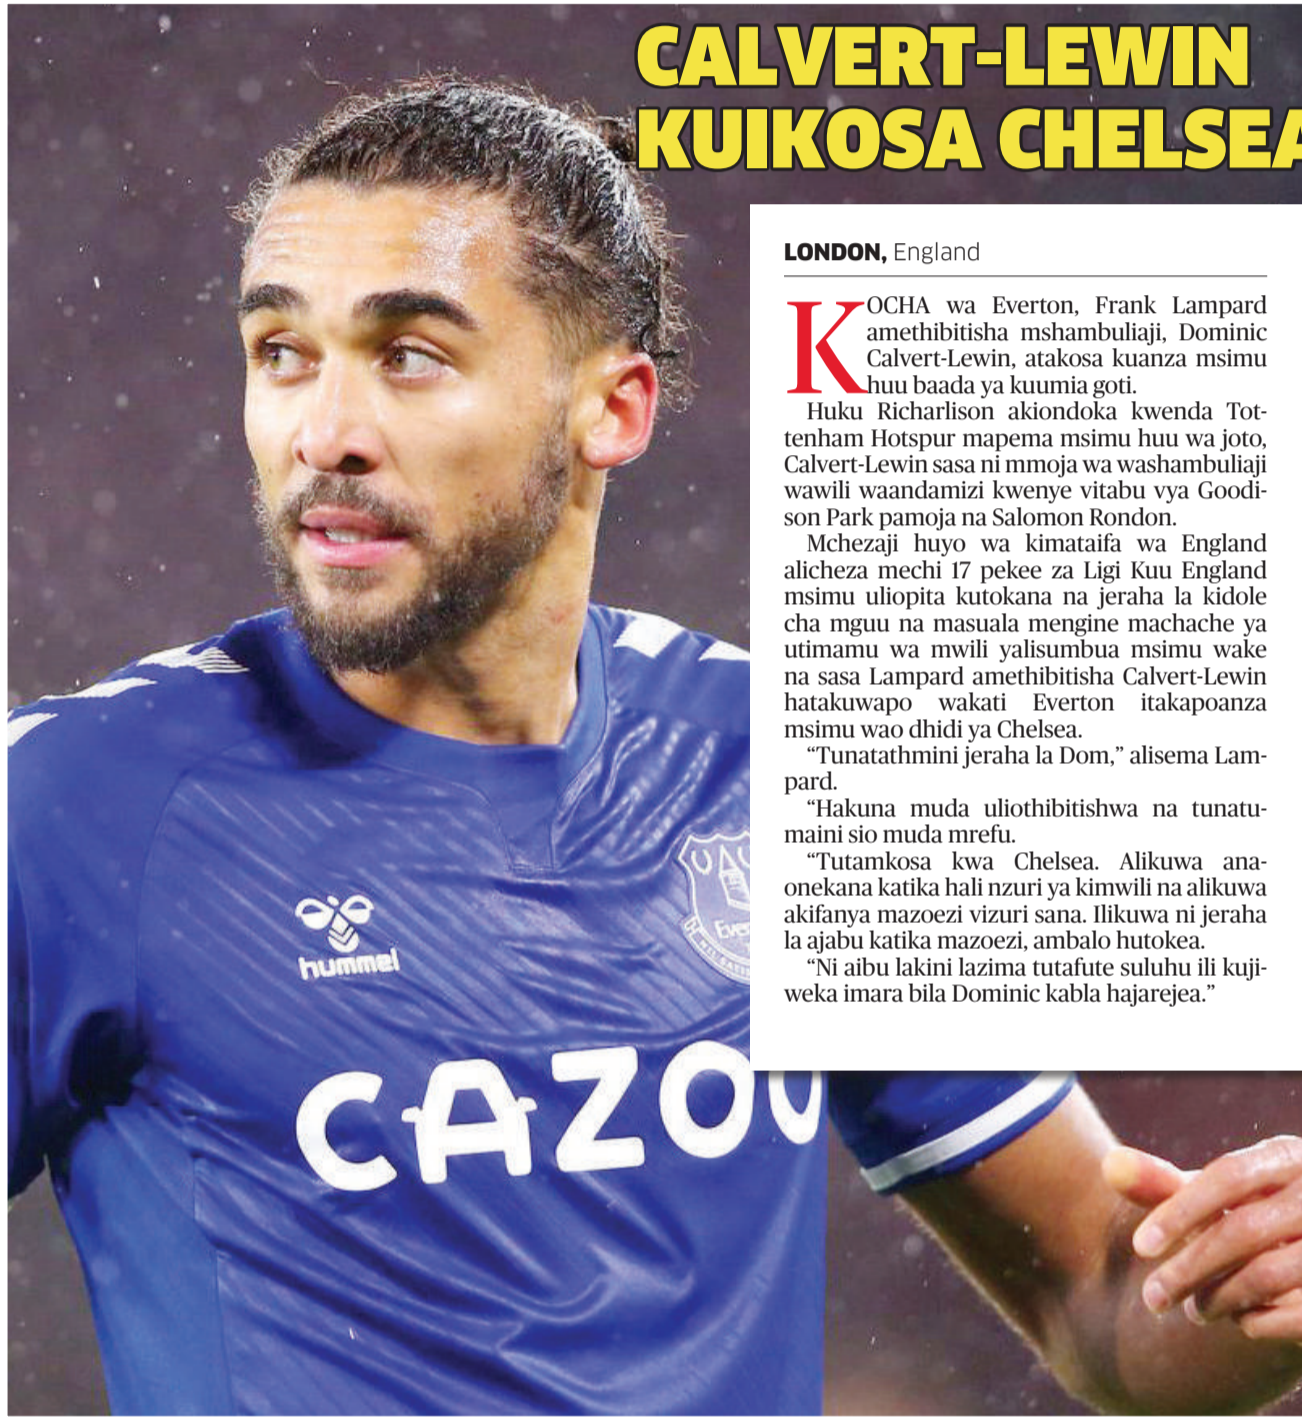 CALVERT-LEWIN
KUIKOSA CHELSEA
LONDON, England
KOCHA wa Everton, Frank Lampard
amethibitisha mshambuliaji, Dominic
Calvert-Lewin, atakosa kuanza msimu
huu baada ya kuumia goti.
Huku Richarlison akiondoka kwenda Tot-
tenham Hotspur mapema msimu huu wa joto,
Calvert-Lewin sasa ni mmoja wa washambuliaji
wawili waandamizi kwenye vitabu vya Goodi-
son Park pamoja na Salomon Rondon.
Mchezaji huyo wa kimataifa wa England
alicheza mechi 17 pekee za Ligi Kuu England
msimu uliopita kutokana na jeraha la kidole
cha mguu na masuala mengine machache ya
utimamu wa mwili yalisumbua msimu wake
na sasa Lampard amethibitisha Calvert-Lewin
hatakuwapo wakati Everton itakapoanza
msimu wao dhidi ya Chelsea.
“Tunatathmini jeraha la Dom,” alisema Lam-
pard.
“Hakuna muda uliothibitishwa na tunatu-
maini sio muda mrefu.
“Tutamkosa kwa Chelsea. Alikuwa ana-
onekana katika hali nzuri ya kimwili na alikuwa
akifanya mazoezi vizuri sana. Ilikuwa ni jeraha
la ajabu katika mazoezi, ambalo hutokea.
“Ni aibu lakini lazima tutafute suluhu ili kuji-
weka imara bila Dominic kabla hajarejea.”
hummel
CAZOO